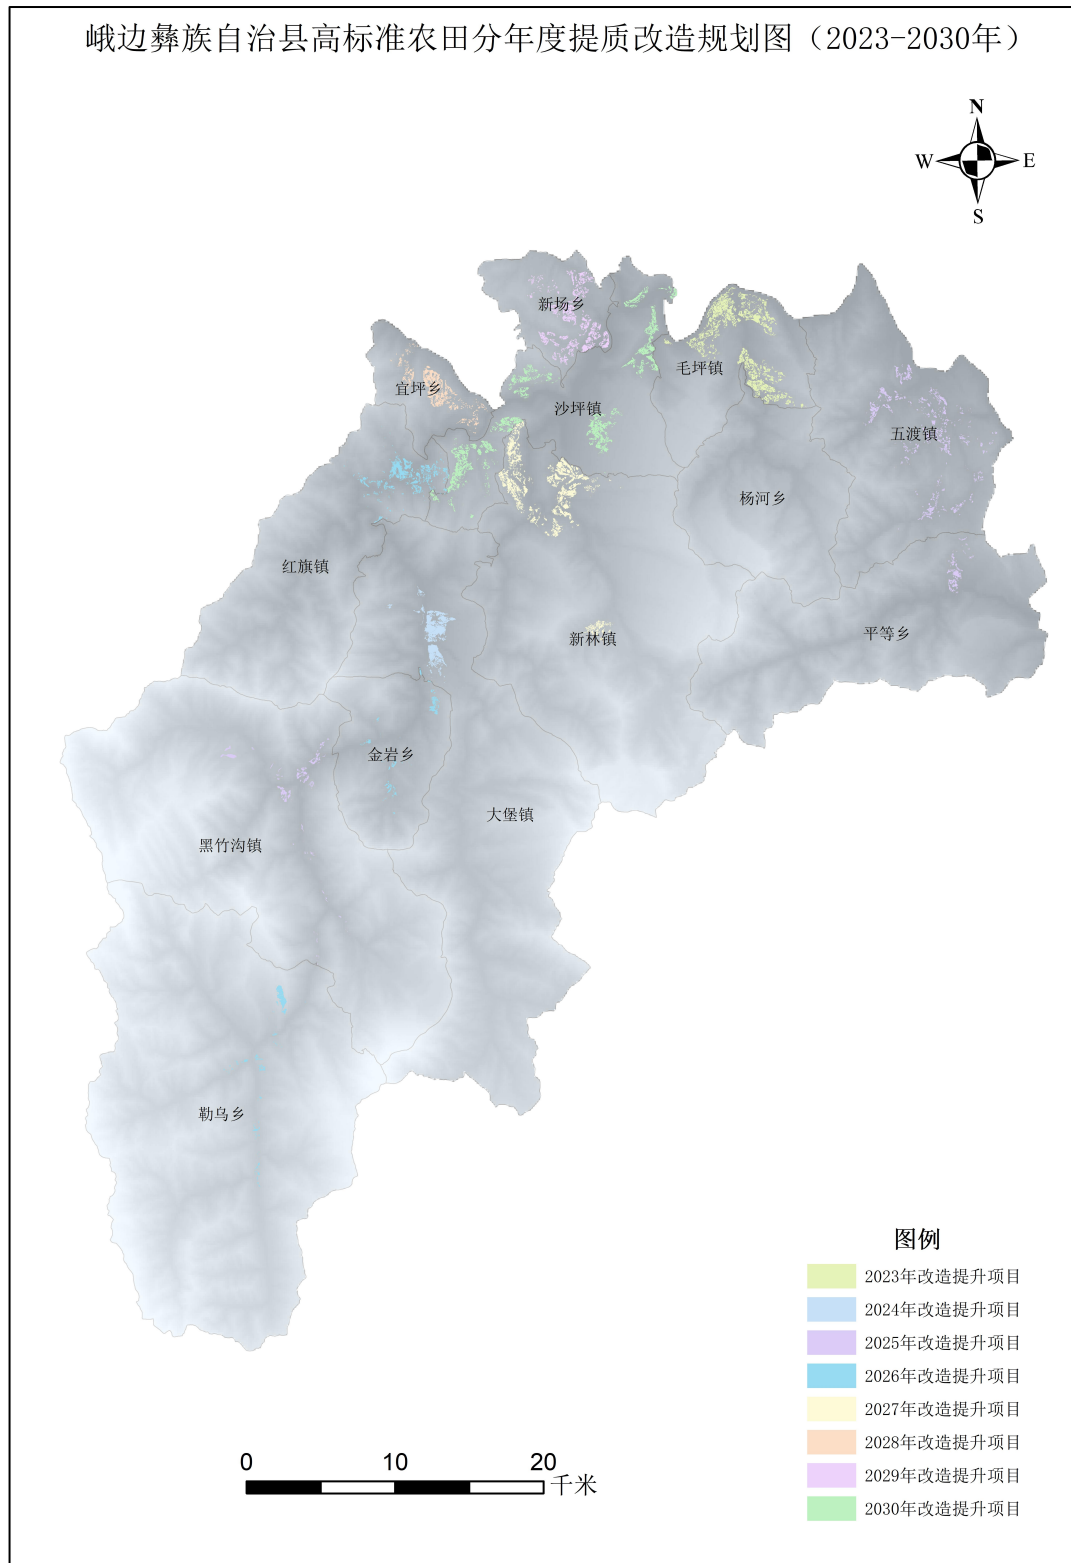 峨边彝族自治县高标准农田分年度提质改造规划图（2023-2030年）
N
W
E
S
新场乡
毛坪镇
宜坪乡
沙坪镇
五渡镇
杨河乡
红旗镇
新林镇
平等乡
金岩乡
大堡镇
黑竹沟镇
勒乌乡
图例
2023年改造提升项目
2024年改造提升项目
2025年改造提升项目
2026年改造提升项目
2027年改造提升项目
2028年改造提升项目
2029年改造提升项目
2030年改造提升项目
0 10 20
千米